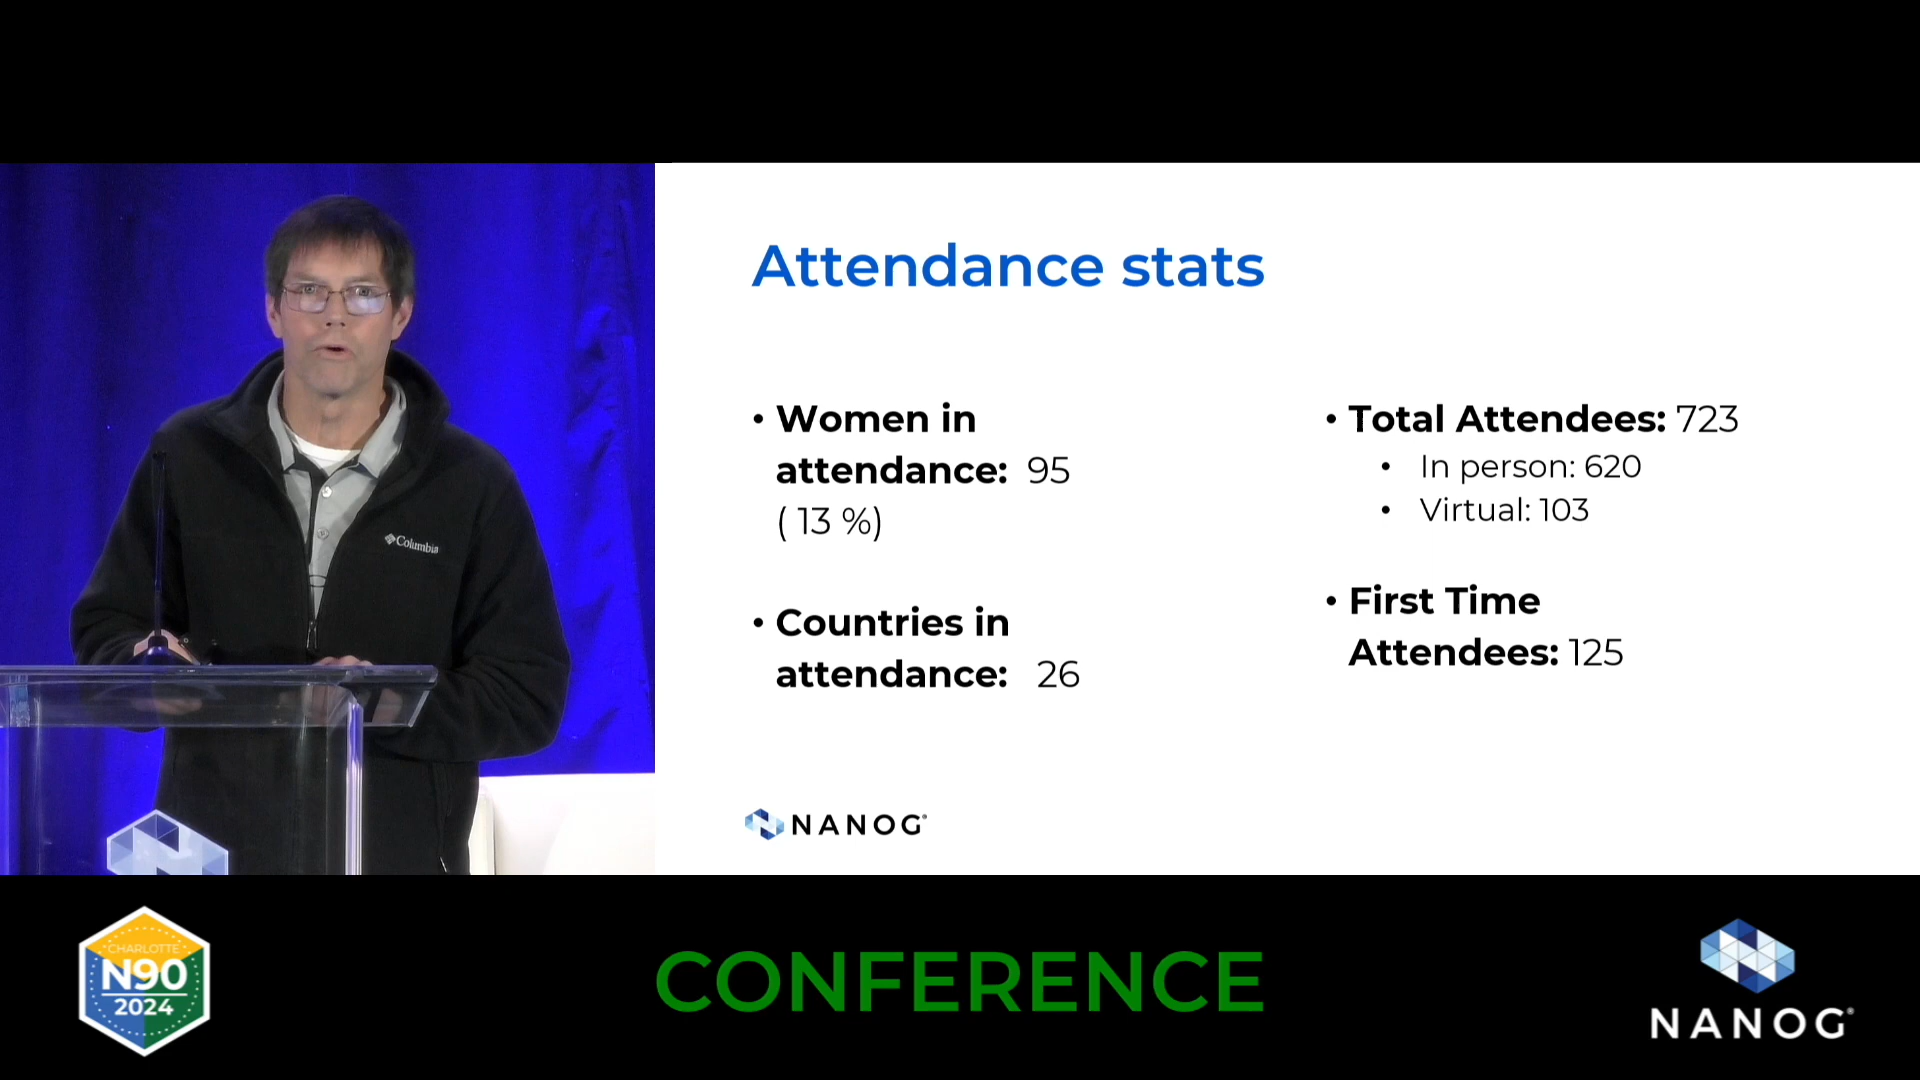 Attendance stats
• Women in
attendance: 95
( 13 %)
• Countries in
attendance: 26
• Total Attendees: 723
• In person: 620
• Virtual: 103
• First Time
Attendees: 125
NANOG®
Columbia
CHARLOTTE
N90
2024
CONFERENCE
NANOG®